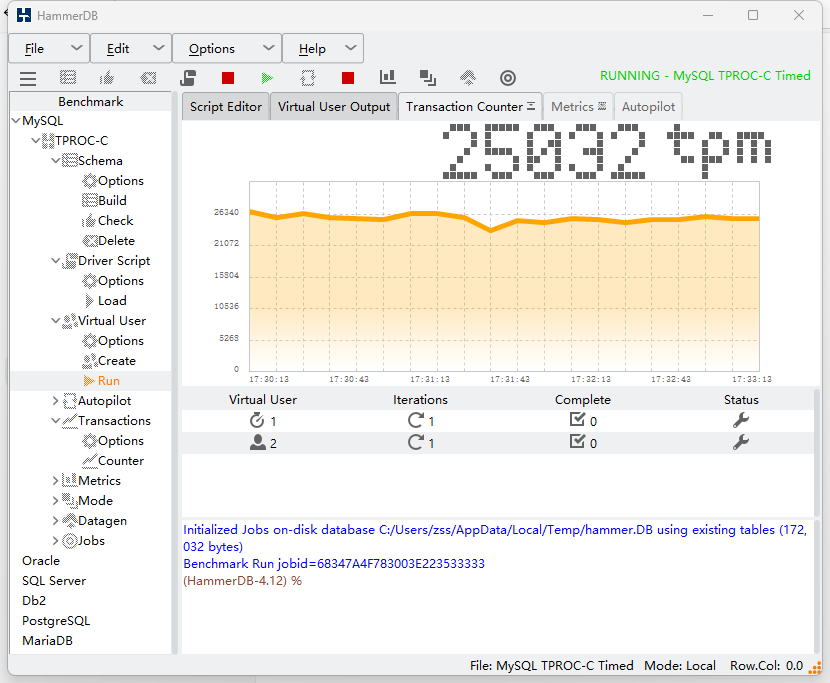 HammerDB
File Edit Options Help
RUNNING - MySQL TPROC-C Timed
Benchmark
Script Editor Virtual User Output Transaction Counter Metrics Autopilot
MySQL
TPROC-C
Schema
Options
Build
Check
Delete
Driver Script
Options
Load
Virtual User
Options
Create
Run
Autopilot
Transactions
Options
Counter
Metrics
Mode
Datagen
Jobs
Oracle
SQL Server
Db2
PostgreSQL
MariaDB
25032 tpm
26340
21072
15804
10536
5268
0
17:30:13 17:30:43 17:31:13 17:31:43 17:32:13 17:32:43 17:33:13
Virtual User Iterations Complete Status
1 1 0
2 1 0
Initialized Jobs on-disk database C:/Users/zss/AppData/Local/Temp/hammer.DB using existing tables (172,
032 bytes)
Benchmark Run jobid=68347A4F783003E223533333
(HammerDB-4.12) %
File: MySQL TPROC-C Timed Mode: Local Row.Col: 0.0